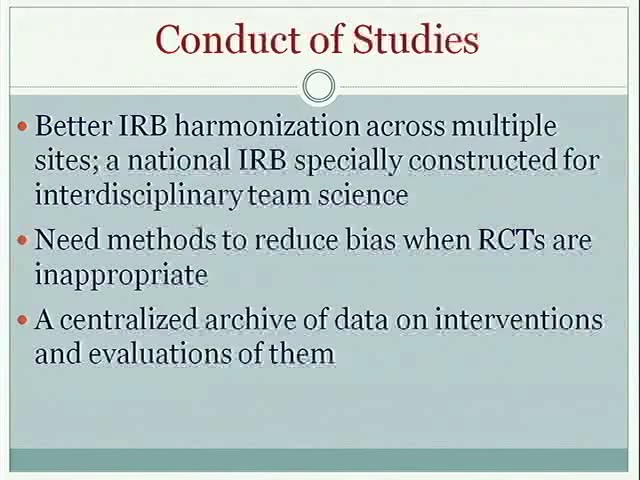 Conduct of Studies
• Better IRB harmonization across multiple
sites; a national IRB specially constructed for
interdisciplinary team science
• Need methods to reduce bias when RCTs are
inappropriate
• A centralized archive of data on interventions
and evaluations of them